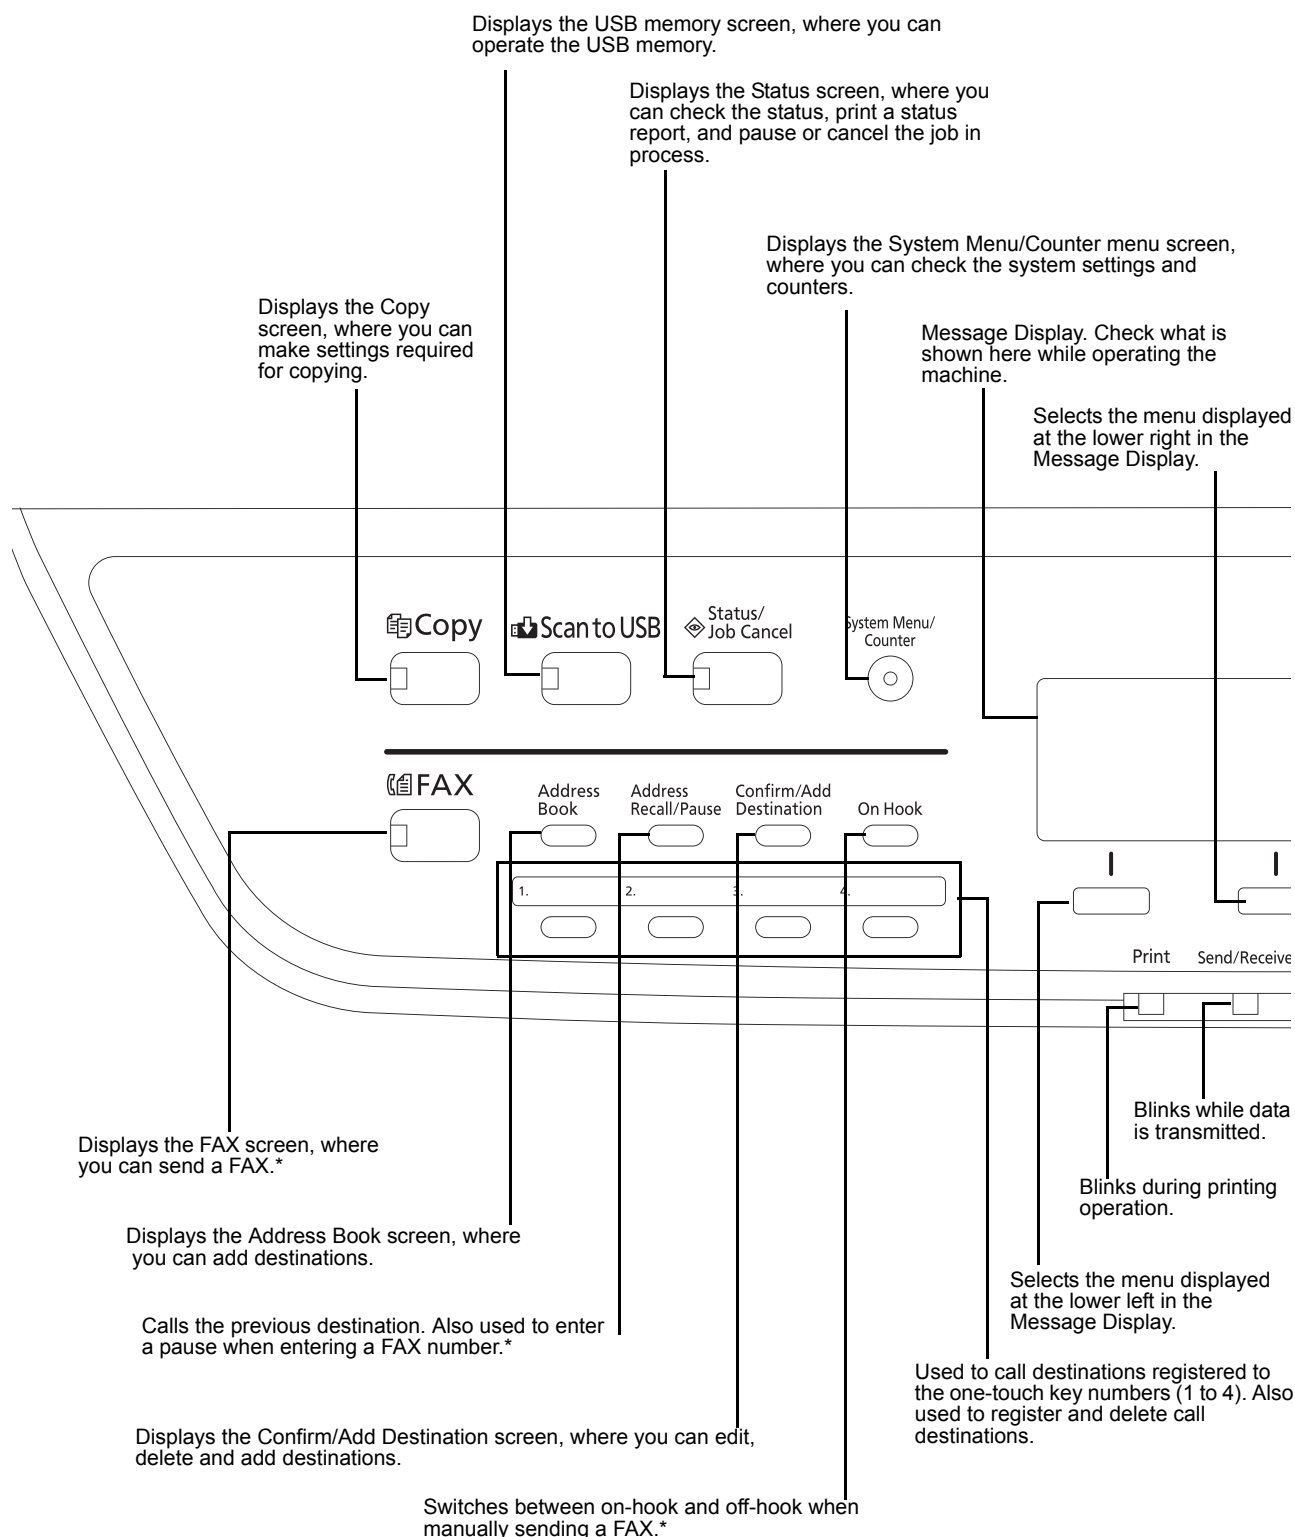 Displays the USB memory screen, where you can
operate the USB memory.
Displays the Status screen, where you
can check the status, print a status
report, and pause or cancel the job in
process.
Displays the System Menu/Counter menu screen,
where you can check the system settings and
counters.
Displays the Copy
screen, where you can
make settings required
for copying.
Message Display. Check what is
shown here while operating the
machine.
Selects the menu displayed
at the lower right in the
Message Display.
Copy
Scan to USB
Status/
Job Cancel
System Menu/
Counter
FAX
Address
Book
Address
Recall/Pause
Confirm/Add
Destination
On Hook
1.
2.
3.
4.
Print
Send/Receive
Blinks while data
is transmitted.
Displays the FAX screen, where
you can send a FAX.*
Blinks during printing
operation.
Displays the Address Book screen, where
you can add destinations.
Selects the menu displayed
at the lower left in the
Message Display.
Calls the previous destination. Also used to enter
a pause when entering a FAX number.*
Used to call destinations registered to
the one-touch key numbers (1 to 4). Also
used to register and delete call
destinations.
Displays the Confirm/Add Destination screen, where you can edit,
delete and add destinations.
Switches between on-hook and off-hook when
manually sending a FAX.*